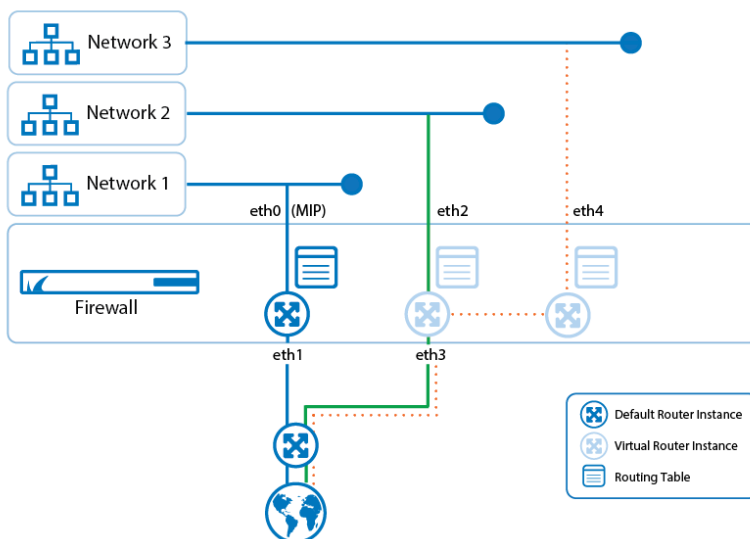 Network 3
Network 2
Network 1
eth0 (MIP)
eth2
eth4
Firewall
eth1
eth3
Default Router Instance
Virtual Router Instance
Routing Table